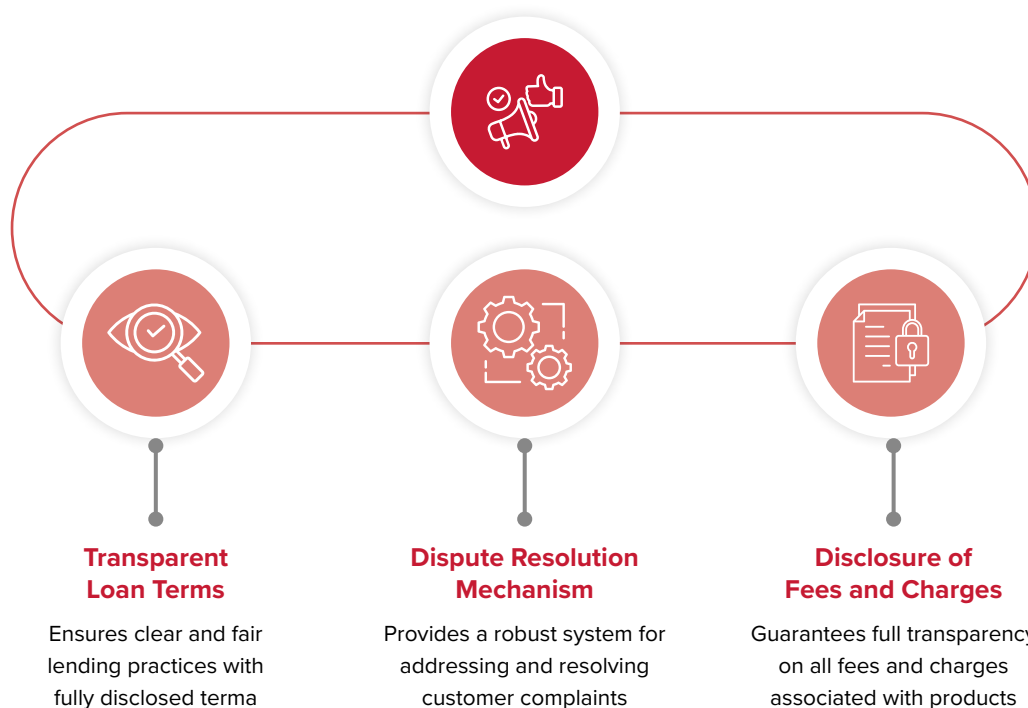 Transparent
Loan Terms
Ensures clear and fair
lending practices with
fully disclosed terma
Dispute Resolution
Mechanism
Provides a robust system for
addressing and resolving
customer complaints
Disclosure of
Fees and Charges
Guarantees full transparency
on all fees and charges
associated with products